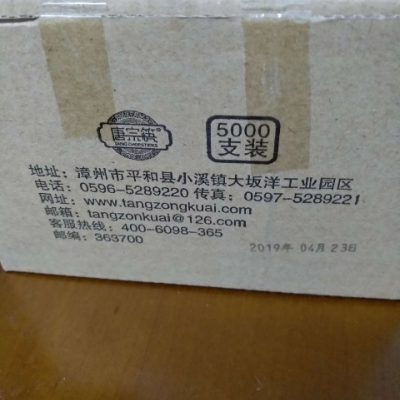 唐宗筷
TANGZONGKUAI
5000
支装
地址: 漳州市平和县小溪镇大坂洋工业园区
电话: 0596-5289220 传真: 0597-5289221
网址: www.tangzongkuai.com
邮箱: tangzonkuai@126.com
客服热线: 400-6098-365
邮编: 363700
2019年 04月 23日